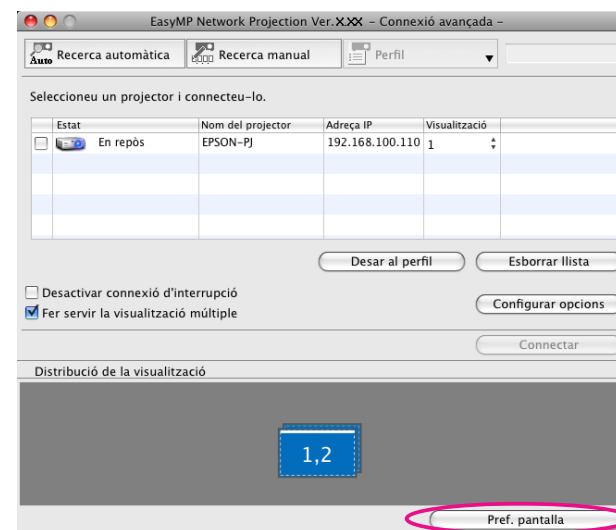 EasyMP Network Projection Ver.X.XX – Connexió avançada –
Auto Recerca automàtica Recerca manual Perfil
Seleccioneu un projector i connecteu-lo.
Estat Nom del projector Adreça IP Visualització
En repòs EPSON-PJ 192.168.100.110 1
Desar al perfil Esborrar llista
Desactivar connexió d'interrupció
Configurar opcions
Fer servir la visualització múltiple
Connectar
Distribució de la visualització
1,2
Pref. pantalla